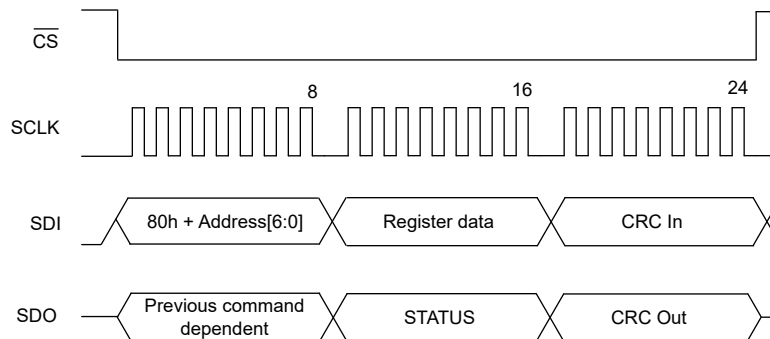 CS
8
16
24
SCLK
SDI
80h + Address[6:0]
Register data
CRC In
SDO
Previous command
dependent
STATUS
CRC Out